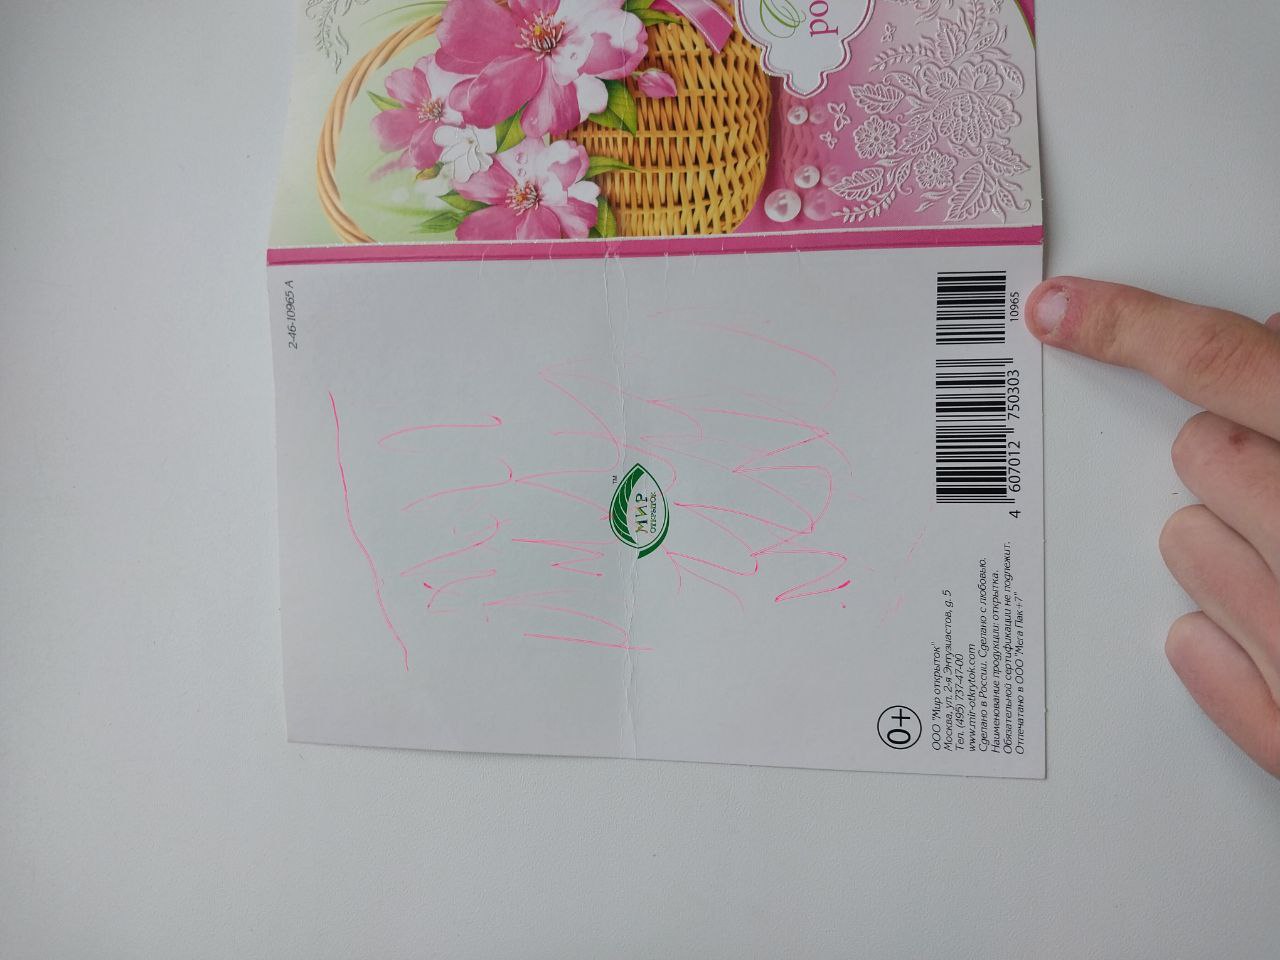 С
ро
2-46-10965 А
МИР
ОТКРЫТОК
™
0+
ООО "Мир открыток"
Москва, ул. 2-я Энтузиастов, д. 5
Тел. (495) 737-47-00
www.mir-otkrytok.com
Сделано в России. Сделано с любовью.
Наименование продукции: открытка.
Обязательной сертификации не подлежит.
Отпечатано в ООО "Мега Пак+7"
4 607012 750303
10965